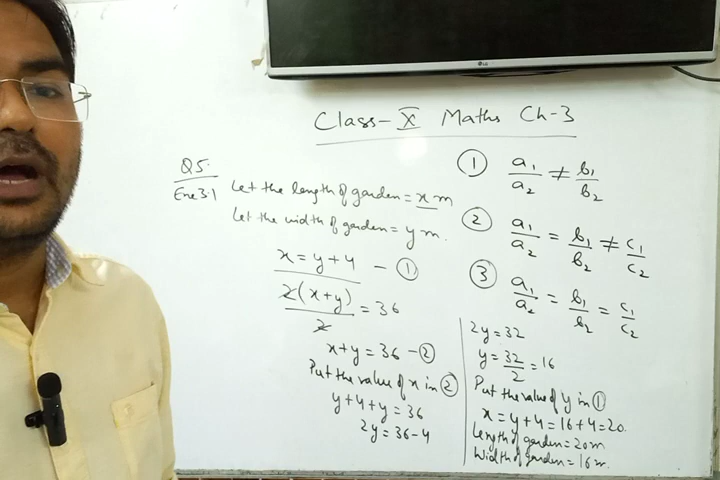 LG
Class-X Maths Ch-3
Q5.
Exe 3.1
Let the length of garden = x m
Let the width of garden = y m.
x = y + 4 - ①
2(x+y)/2 = 36
x + y = 36 - ②
Put the value of x in ②
y + 4 + y = 36
2y = 36 - 4
① a₁/a₂ ≠ b₁/b₂
② a₁/a₂ = b₁/b₂ ≠ c₁/c₂
③ a₁/a₂ = b₁/b₂ = c₁/c₂
2y = 32
y = 32/2 = 16
Put the value of y in ①
x = y + 4 = 16 + 4 = 20.
Length of garden = 20m
Width of garden = 16m.